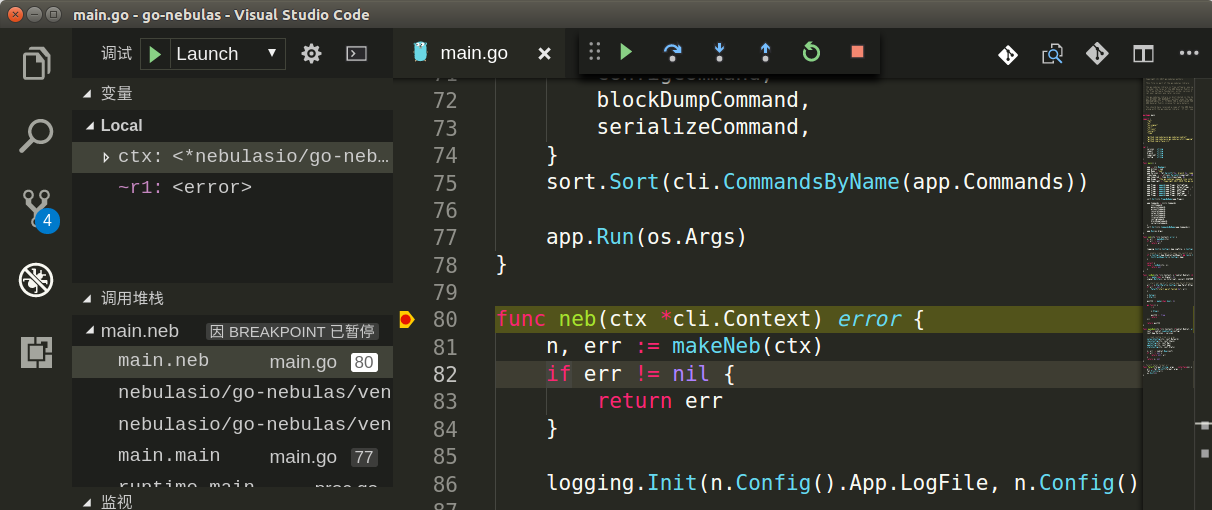 main.go - go-nebulas - Visual Studio Code
调试 Launch
main.go
变量
Local
ctx: <*nebulasio/go-neb...
~r1: <error>
4
调用堆栈
main.neb 因 BREAKPOINT 已暂停
main.neb main.go 80
nebulasio/go-nebulas/ven
nebulasio/go-nebulas/ven
main.main main.go 77
runtime.main proc.go
监视
71 configCommand,
72 blockDumpCommand,
73 serializeCommand,
74 }
75 sort.Sort(cli.CommandsByName(app.Commands))
76
77 app.Run(os.Args)
78 }
79
80 func neb(ctx *cli.Context) error {
81 n, err := makeNeb(ctx)
82 if err != nil {
83 return err
84 }
85
86 logging.Init(n.Config().App.LogFile, n.Config()
87